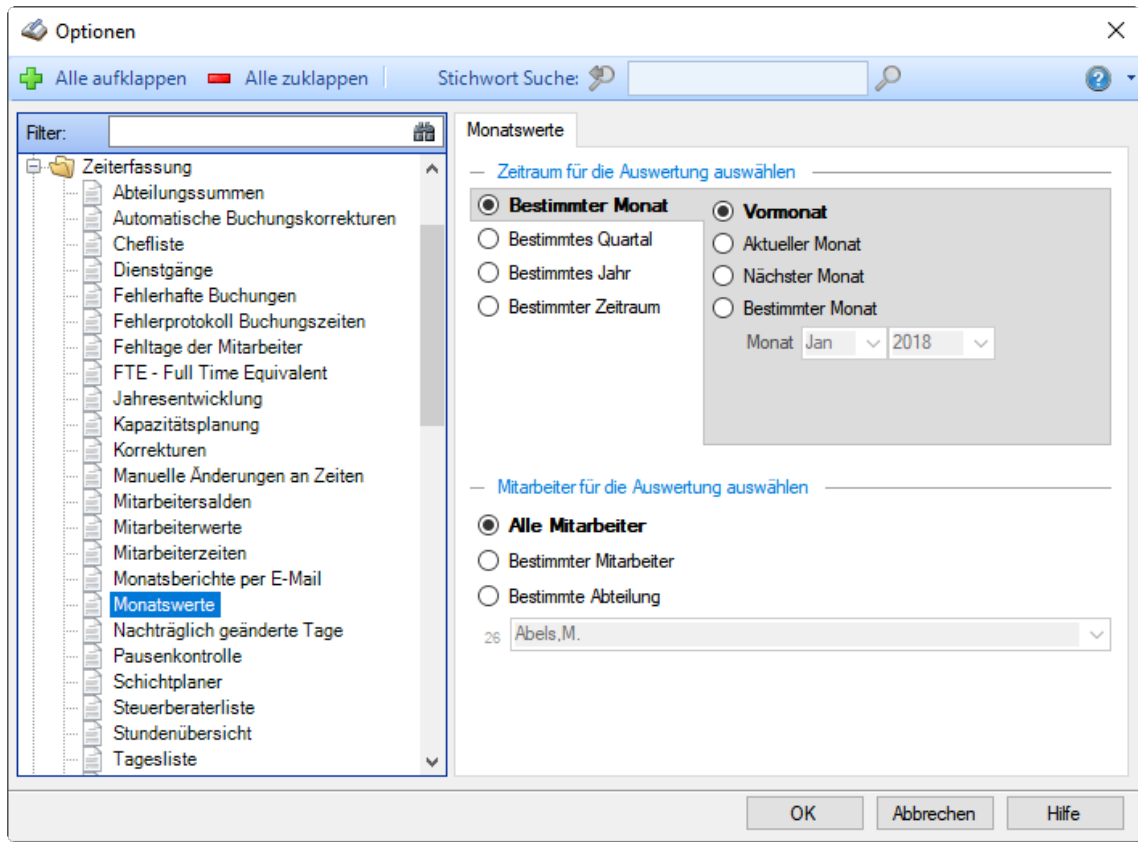 Optionen
Alle aufklappen Alle zuklappen Stichwort Suche:
Filter:
Zeiterfassung
Abteilungssummen
Automatische Buchungskorrekturen
Chefliste
Dienstgänge
Fehlerhafte Buchungen
Fehlerprotokoll Buchungszeiten
Fehltage der Mitarbeiter
FTE - Full Time Equivalent
Jahresentwicklung
Kapazitätsplanung
Korrekturen
Manuelle Änderungen an Zeiten
Mitarbeitersalden
Mitarbeiterwerte
Mitarbeiterzeiten
Monatsberichte per E-Mail
Monatswerte
Nachträglich geänderte Tage
Pausenkontrolle
Schichtplaner
Steuerberaterliste
Stundenübersicht
Tagesliste
Monatswerte
Zeitraum für die Auswertung auswählen
Bestimmter Monat
Bestimmtes Quartal
Bestimmtes Jahr
Bestimmter Zeitraum
Vormonat
Aktueller Monat
Nächster Monat
Bestimmter Monat
Monat Jan 2018
Mitarbeiter für die Auswertung auswählen
Alle Mitarbeiter
Bestimmter Mitarbeiter
Bestimmte Abteilung
26 Abels,M.
OK Abbrechen Hilfe